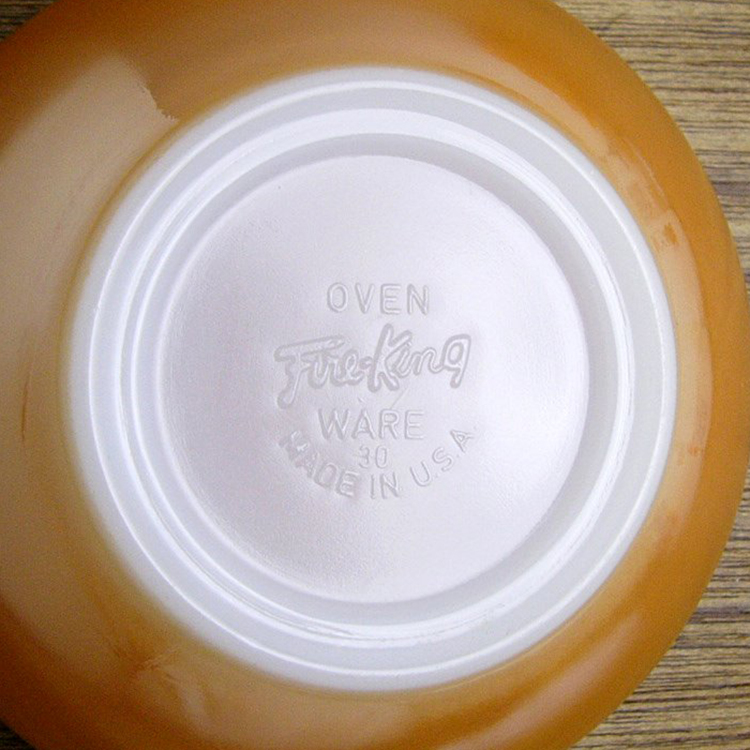 OVEN
Fire-King
WARE
30
MADE IN U.S.A.